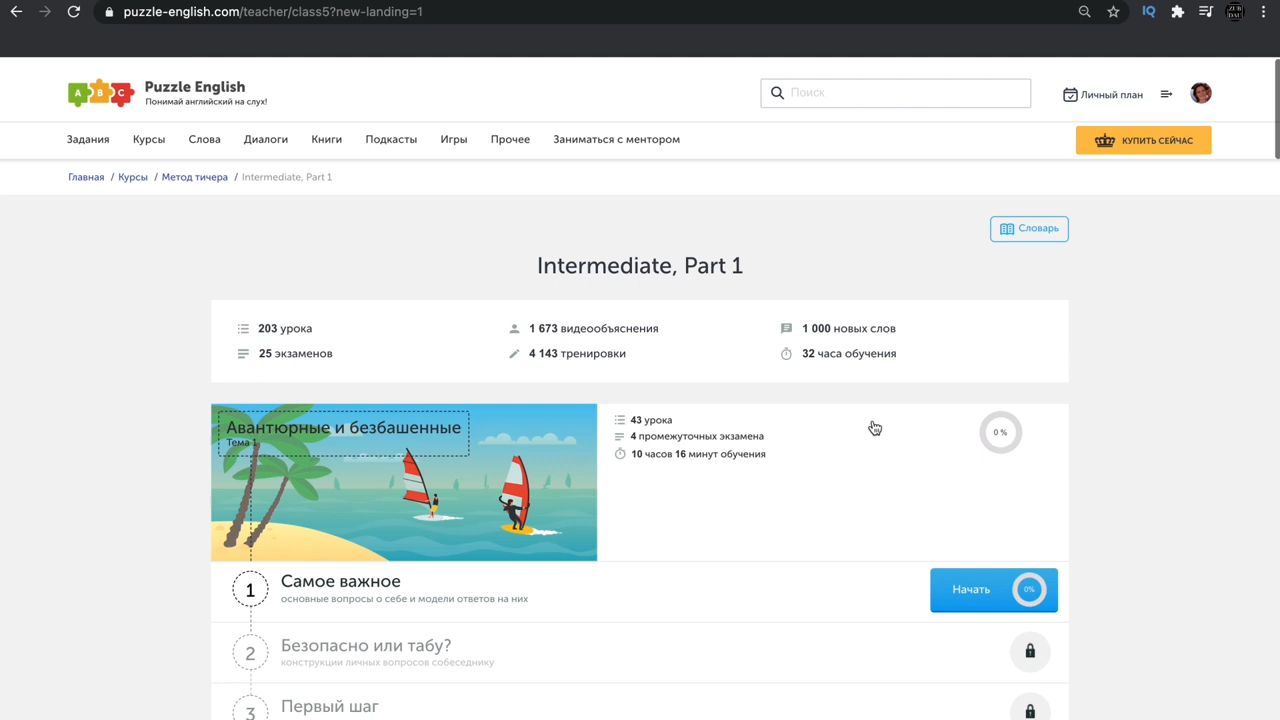 puzzle-english.com/teacher/class5?new-landing=1
IQ
A B C
Puzzle English
Понимай английский на слух!
Поиск
Личный план
Задания Курсы Слова Диалоги Книги Подкасты Игры Прочее Заниматься с ментором
КУПИТЬ СЕЙЧАС
Главная / Курсы / Метод тичера / Intermediate, Part 1
Словарь
Intermediate, Part 1
203 урока 1 673 видеообъяснения 1 000 новых слов
25 экзаменов 4 143 тренировки 32 часа обучения
Авантюрные и безбашенные
Тема 1
43 урока
4 промежуточных экзамена
10 часов 16 минут обучения
0 %
1 Самое важное
основные вопросы о себе и модели ответов на них
Начать 0%
2 Безопасно или табу?
конструкции личных вопросов собеседнику
3 Первый шаг